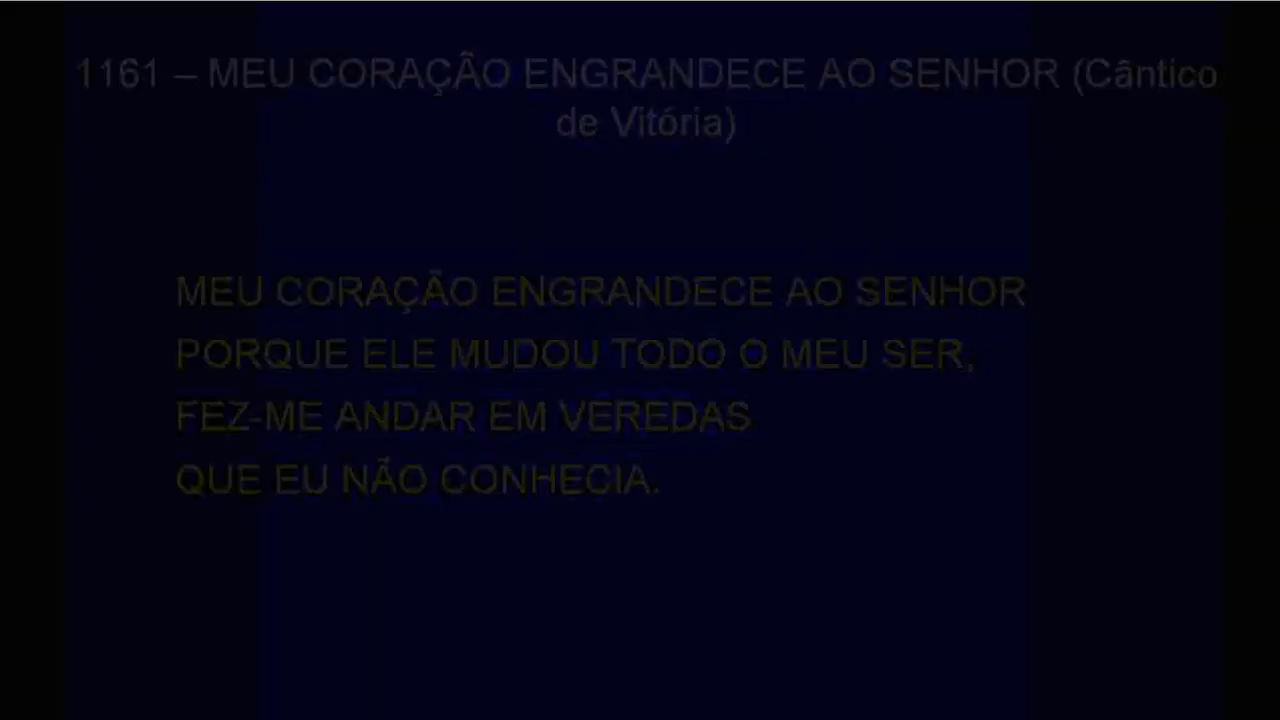 1161 – MEU CORAÇÃO ENGRANDECE AO SENHOR (Cântico
de Vitória)
MEU CORAÇÃO ENGRANDECE AO SENHOR
PORQUE ELE MUDOU TODO O MEU SER,
FEZ-ME ANDAR EM VEREDAS
QUE EU NÃO CONHECIA.